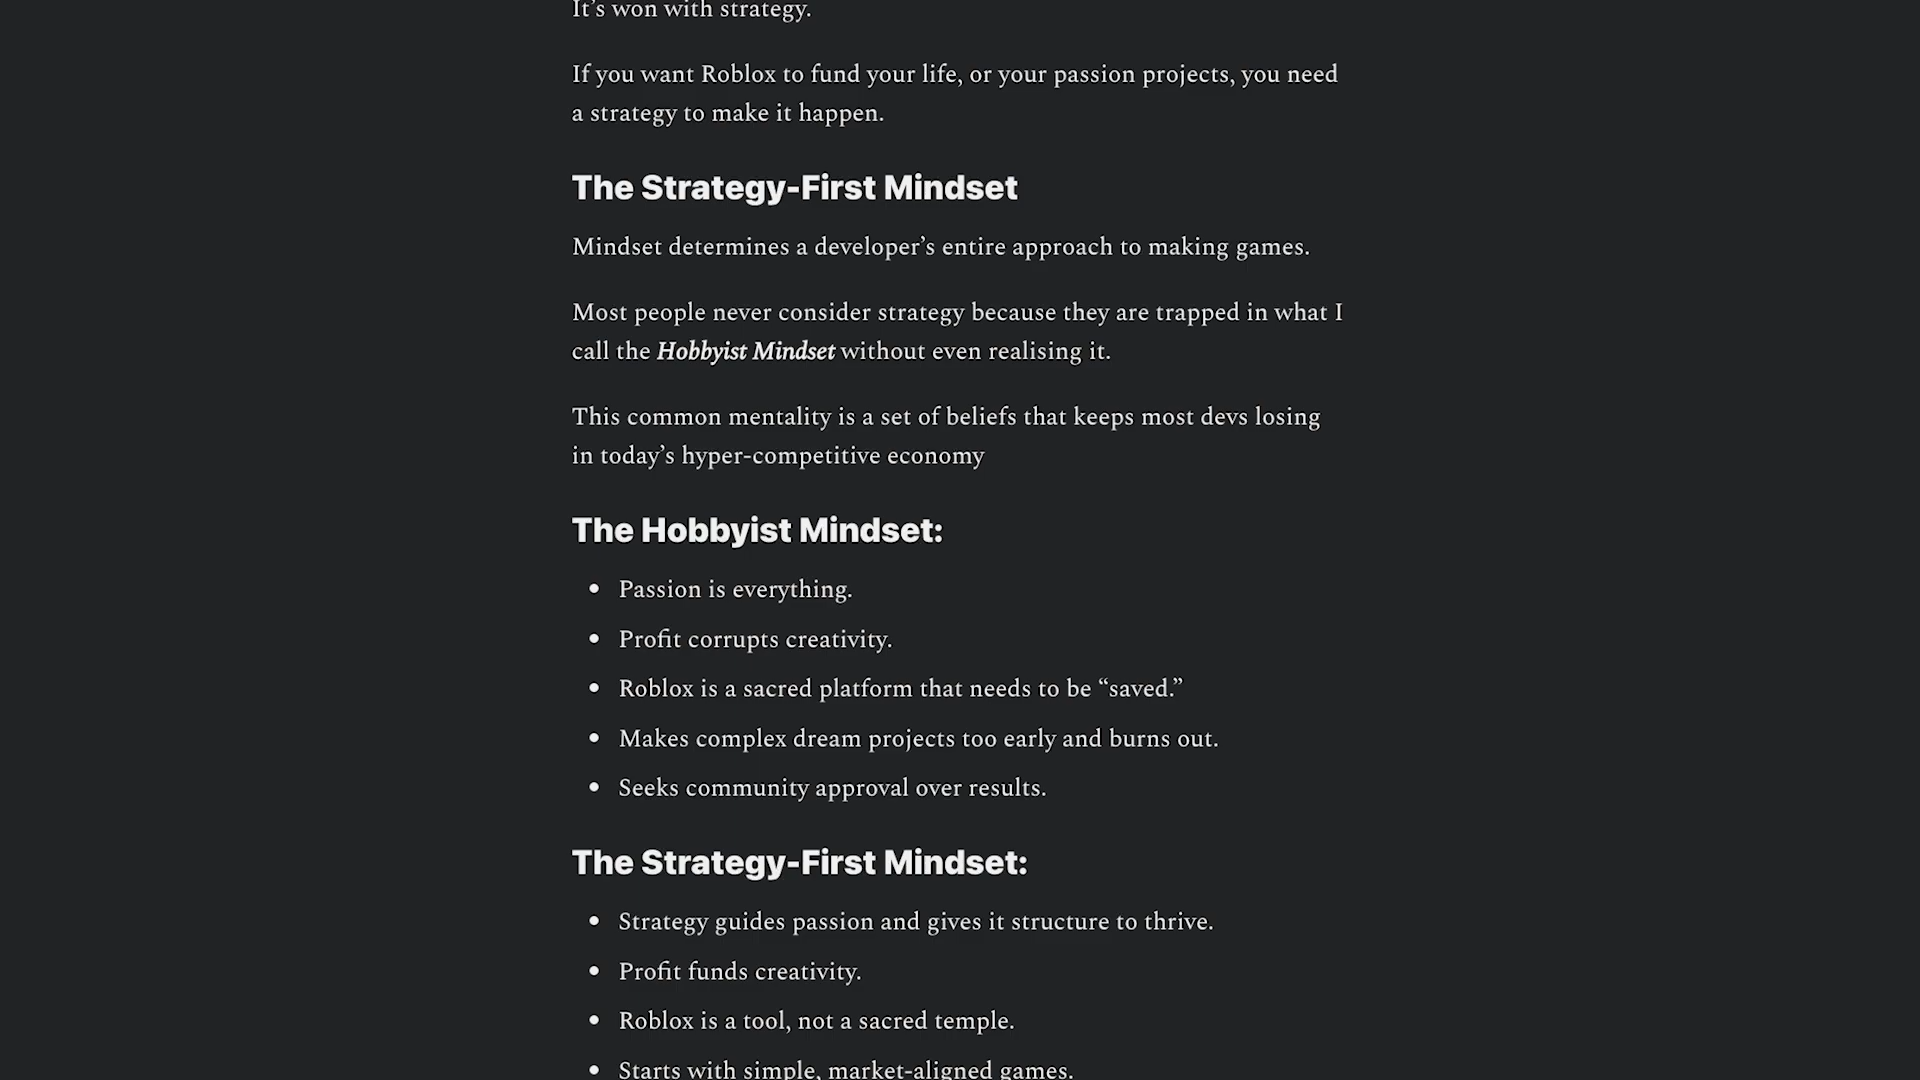 It's won with strategy.
If you want Roblox to fund your life, or your passion projects, you need
a strategy to make it happen.
The Strategy-First Mindset
Mindset determines a developer’s entire approach to making games.
Most people never consider strategy because they are trapped in what I
call the Hobbyist Mindset without even realising it.
This common mentality is a set of beliefs that keeps most devs losing
in today’s hyper-competitive economy
The Hobbyist Mindset:
• Passion is everything.
• Profit corrupts creativity.
• Roblox is a sacred platform that needs to be “saved.”
• Makes complex dream projects too early and burns out.
• Seeks community approval over results.
The Strategy-First Mindset:
• Strategy guides passion and gives it structure to thrive.
• Profit funds creativity.
• Roblox is a tool, not a sacred temple.
• Starts with simple, market-aligned games.